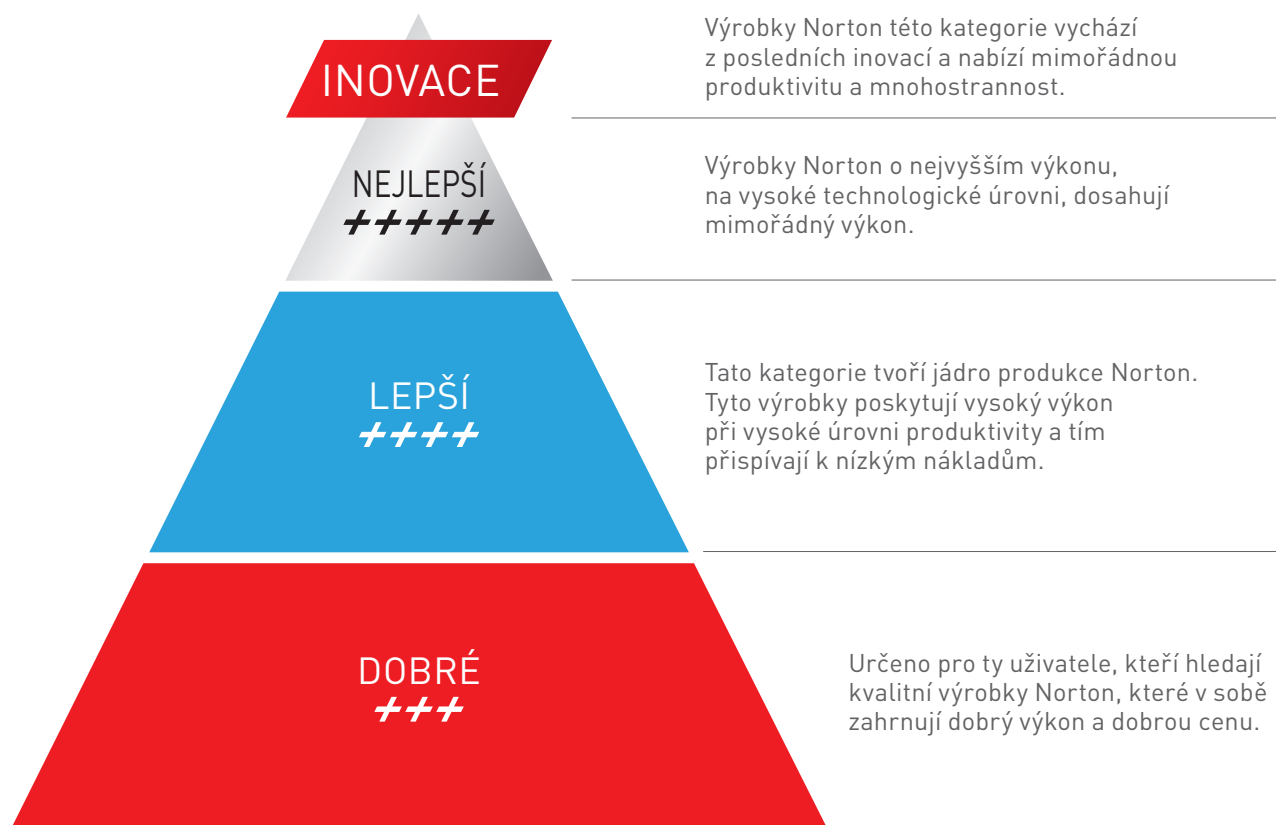 INOVACE
Výrobky Norton této kategorie vychází
z posledních inovací a nabízí mimořádnou
produktivitu a mnohostrannost.
NEJLEPŠÍ
+++++
Výrobky Norton o nejvyšším výkonu,
na vysoké technologické úrovni, dosahují
mimořádný výkon.
LEPŠÍ
++++
Tato kategorie tvoří jádro produkce Norton.
Tyto výrobky poskytují vysoký výkon
při vysoké úrovni produktivity a tím
přispívají k nízkým nákladům.
DOBRÉ
+++
Určeno pro ty uživatele, kteří hledají
kvalitní výrobky Norton, které v sobě
zahrnují dobrý výkon a dobrou cenu.